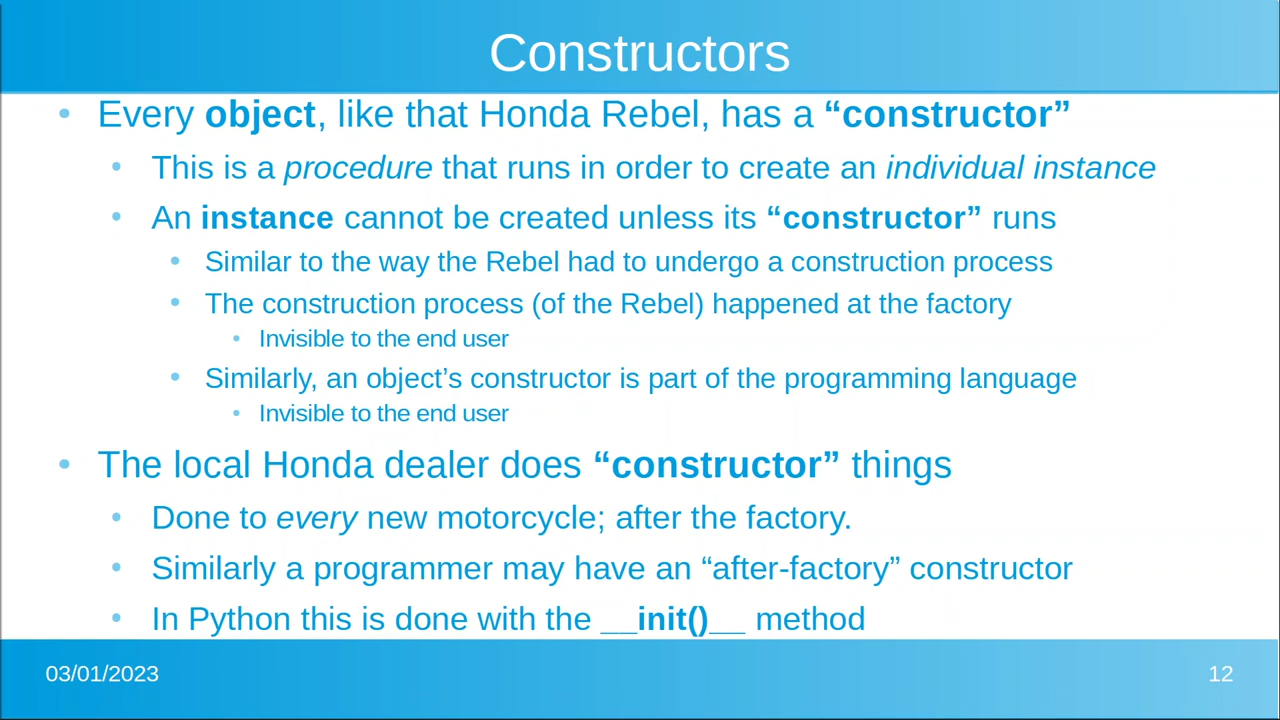 Constructors
• Every object, like that Honda Rebel, has a “constructor”
• This is a procedure that runs in order to create an individual instance
• An instance cannot be created unless its “constructor” runs
• Similar to the way the Rebel had to undergo a construction process
• The construction process (of the Rebel) happened at the factory
• Invisible to the end user
• Similarly, an object’s constructor is part of the programming language
• Invisible to the end user
• The local Honda dealer does “constructor” things
• Done to every new motorcycle; after the factory.
• Similarly a programmer may have an “after-factory” constructor
• In Python this is done with the __init()__ method
03/01/2023
12